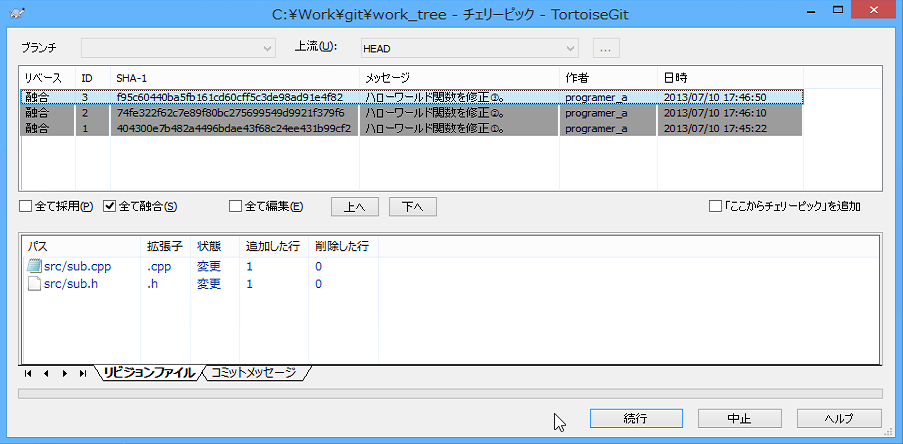 C:¥Work¥git¥work_tree - チェリーピック - TortoiseGit
ブランチ 上流(U): HEAD ...
リベース ID SHA-1 メッセージ 作者 日時
融合 3 f95c60440ba5fb161cd60cff5c3de98ad91e4f82 ハローワールド関数を修正①。 programer_a 2013/07/10 17:46:50
融合 2 74fe322f62c7e89f80bc275699549d9921f379f6 ハローワールド関数を修正②。 programer_a 2013/07/10 17:46:10
融合 1 404300e7b482a4496bdae43f68c24ee431b99cf2 ハローワールド関数を修正①。 programer_a 2013/07/10 17:45:22
全て採用(P) 全て融合(S) 全て編集(E) 上へ 下へ 「ここからチェリーピック」を追加
パス 拡張子 状態 追加した行 削除した行
src/sub.cpp .cpp 変更 1 0
src/sub.h .h 変更 1 0
リビジョンファイル コミットメッセージ
続行 中止 ヘルプ